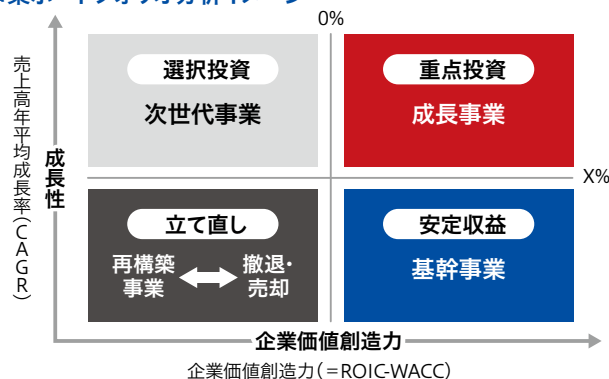 0%
選択投資
次世代事業
重点投資
成長事業
X%
売上高年平均成長率（CAGR）
成長性
立て直し
再構築
事業
撤退・
売却
安定収益
基幹事業
企業価値創造力
企業価値創造力（=ROIC-WACC）